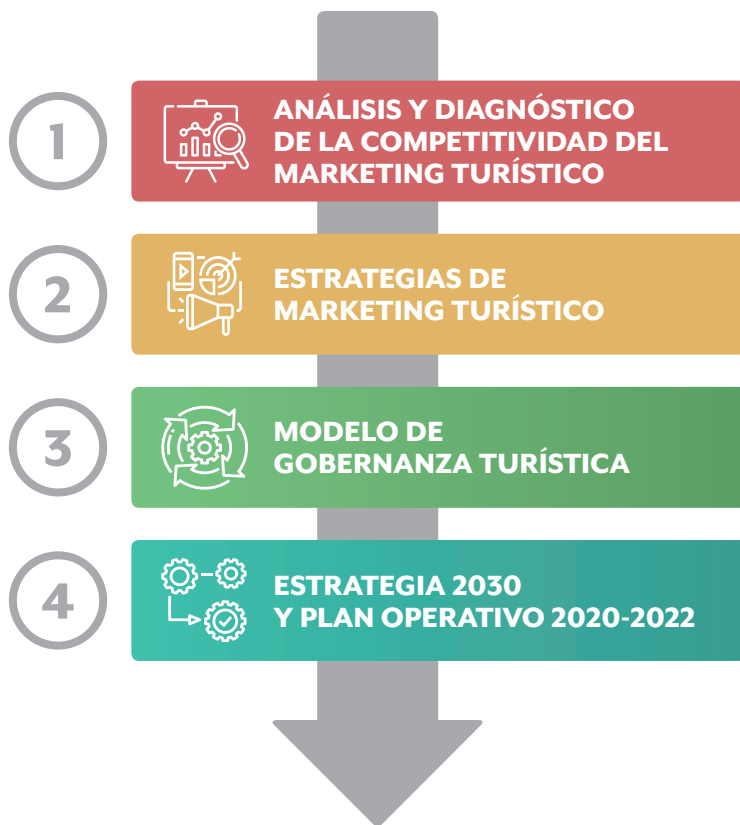 1
ANÁLISIS Y DIAGNÓSTICO
DE LA COMPETITIVIDAD DEL
MARKETING TURÍSTICO
2
ESTRATEGIAS DE
MARKETING TURÍSTICO
3
MODELO DE
GOBERNANZA TURÍSTICA
4
ESTRATEGIA 2030
Y PLAN OPERATIVO 2020-2022